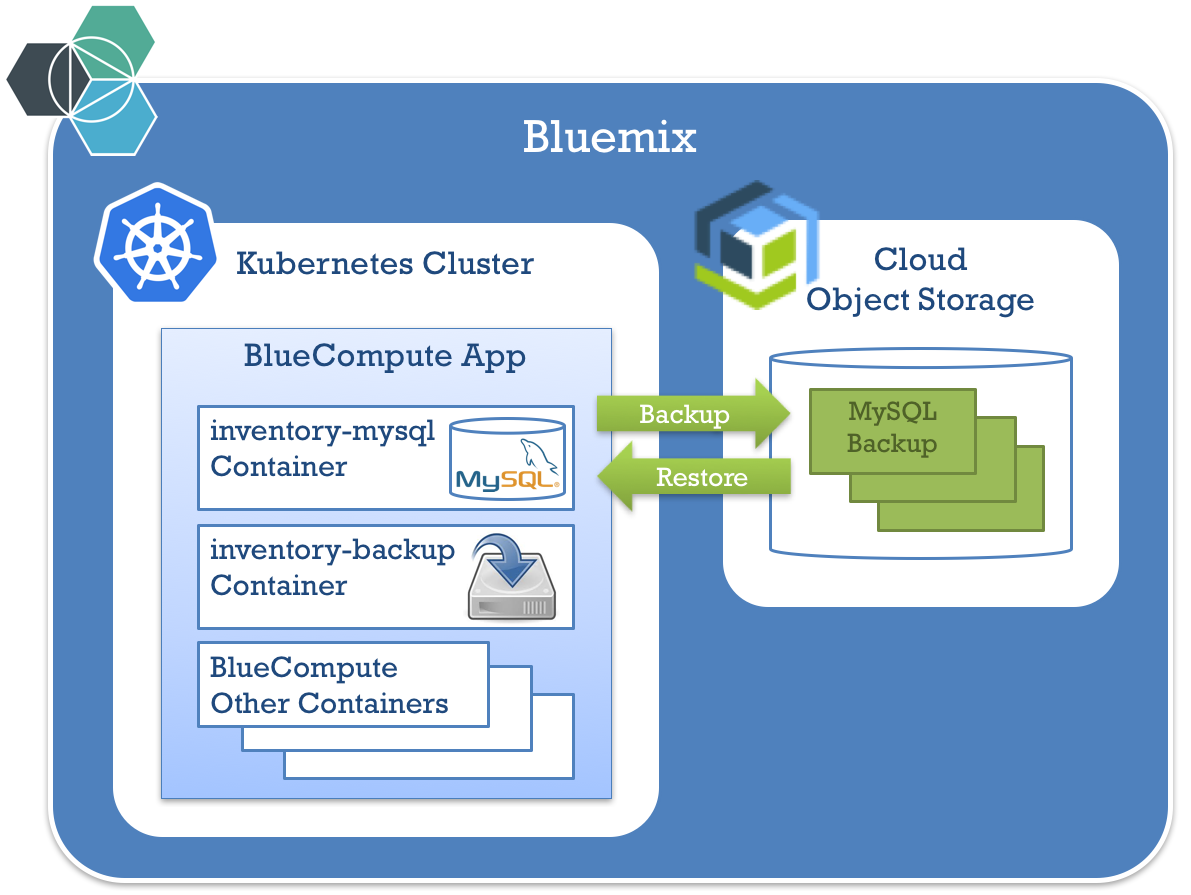 Bluemix
Kubernetes Cluster
BlueCompute App
inventory-mysql
Container
MySQL®
inventory-backup
Container
BlueCompute
Other Containers
Backup
Restore
Cloud
Object Storage
MySQL
Backup